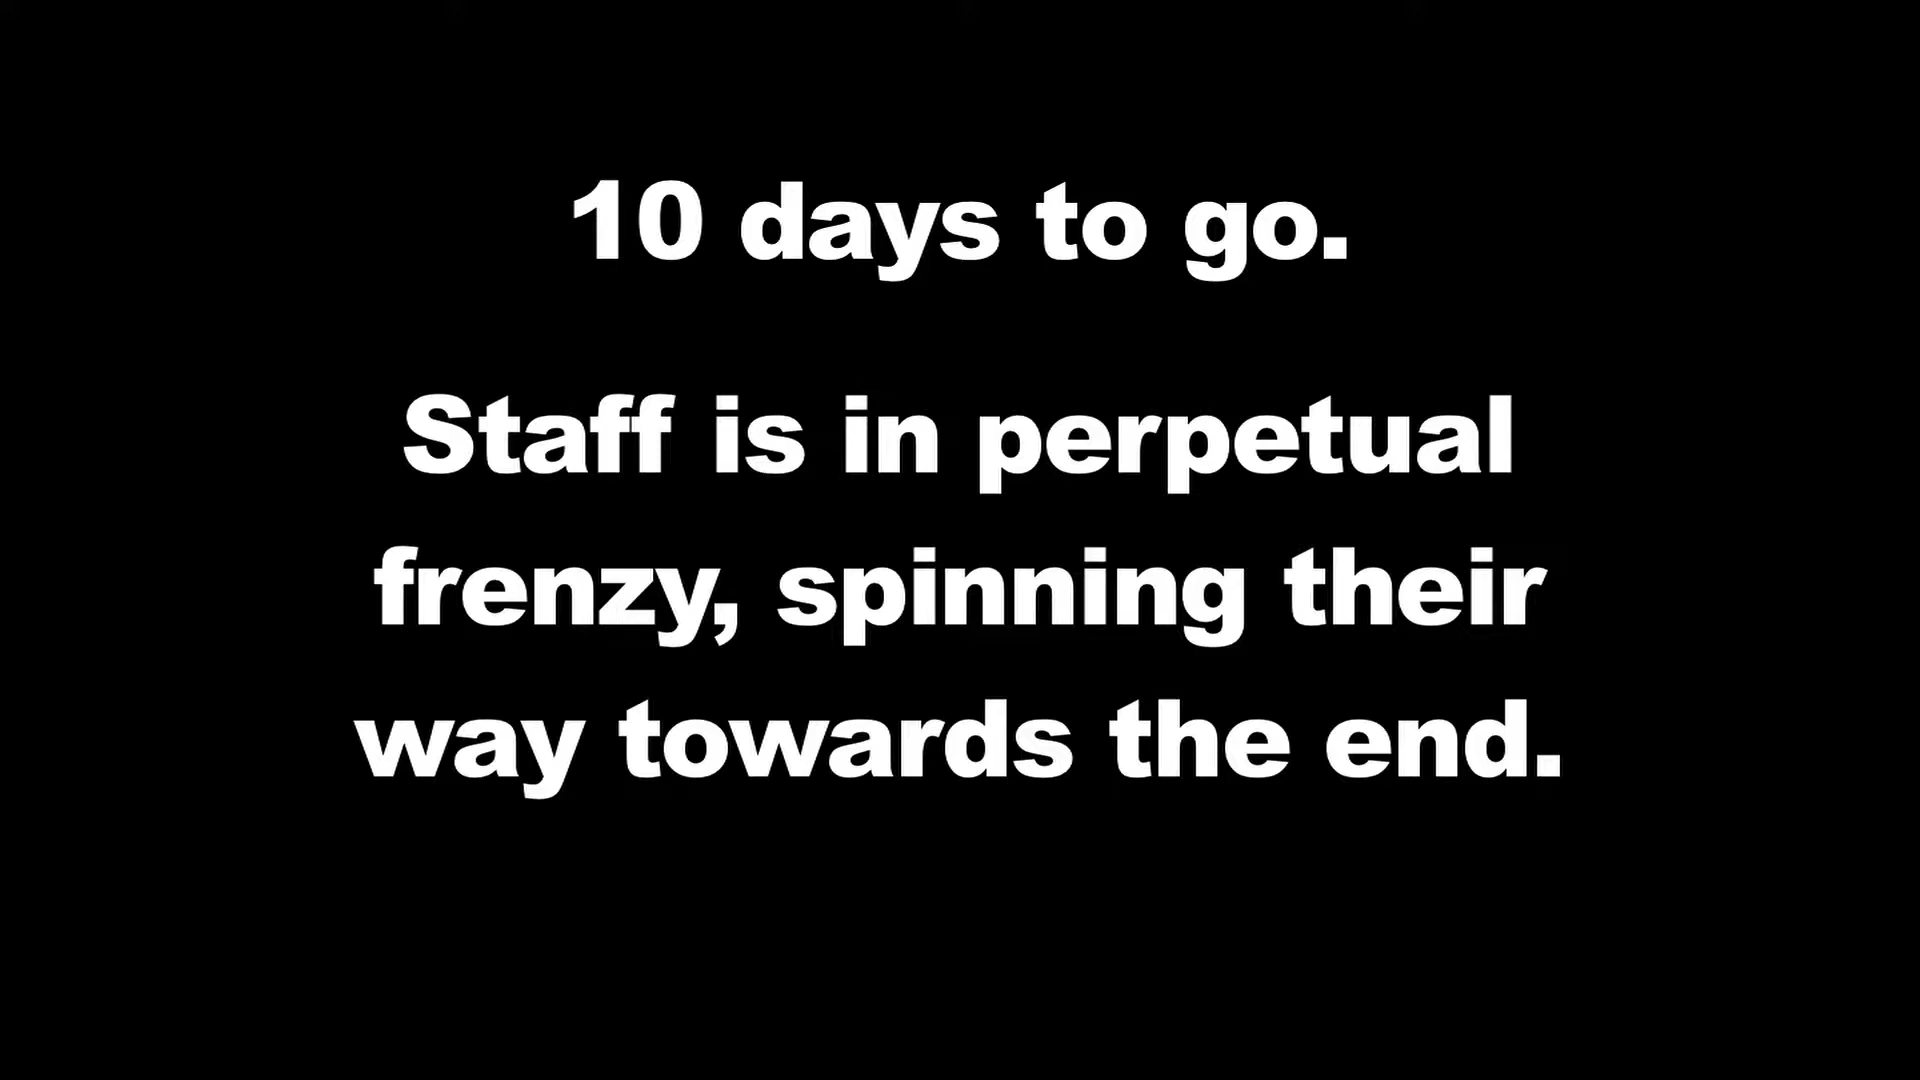 10 days to go.
Staff is in perpetual
frenzy, spinning their
way towards the end.